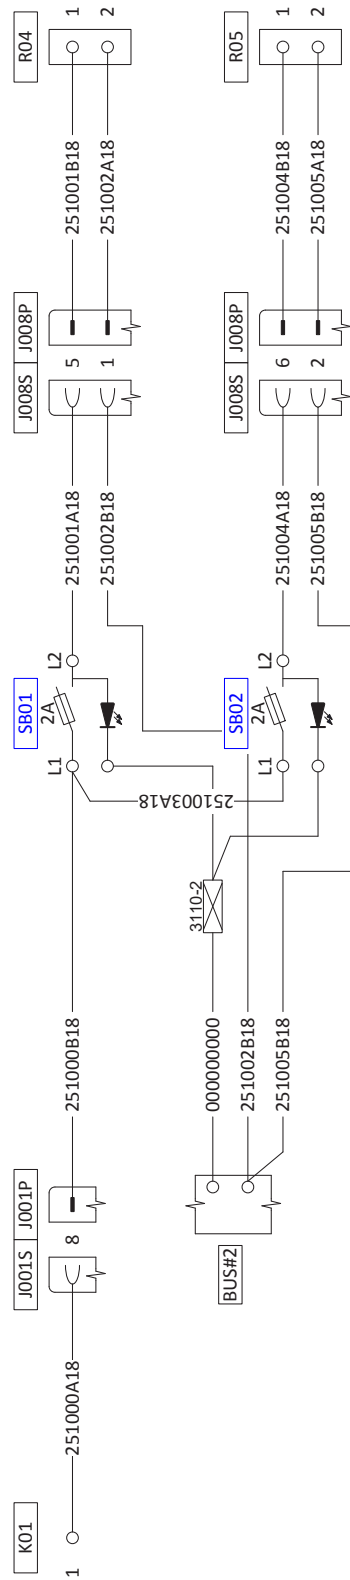 K01
1
251000A18
J001S
J001P
8
251000B18
SB01
2A
L1
L2
251001A18
251002B18
J008S
J008P
5
1
251001B18
251002A18
R04
1
2
BUS#2
000000000
251002B18
251005B18
3110-2
251003A18
SB02
2A
L1
L2
251004A18
251005B18
J008S
J008P
6
2
251004B18
251005A18
R05
1
2